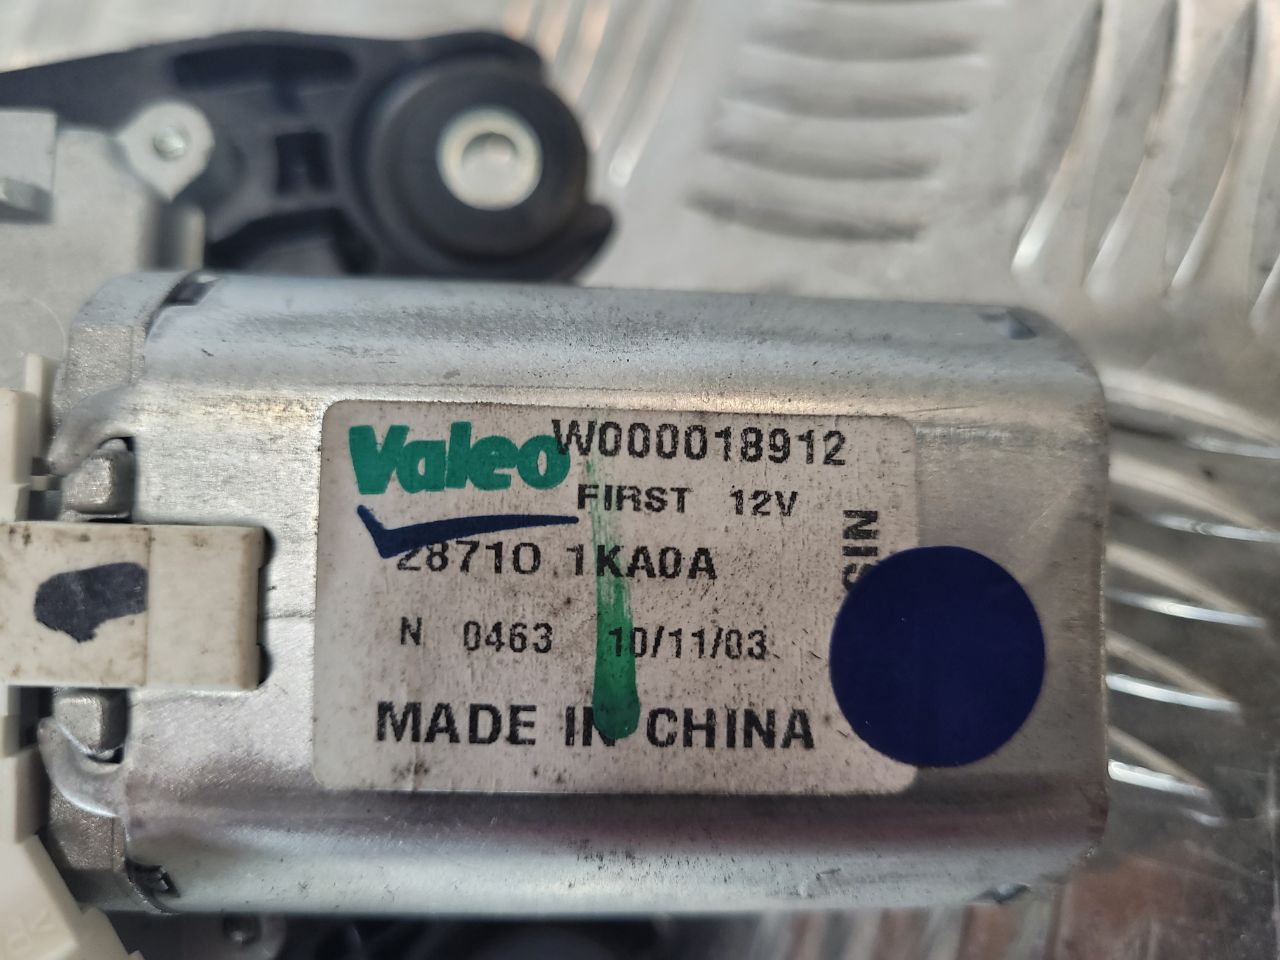 Valeo W000018912
FIRST 12V
28710 1KA0A
N 0463 10/11/03
MADE IN CHINA